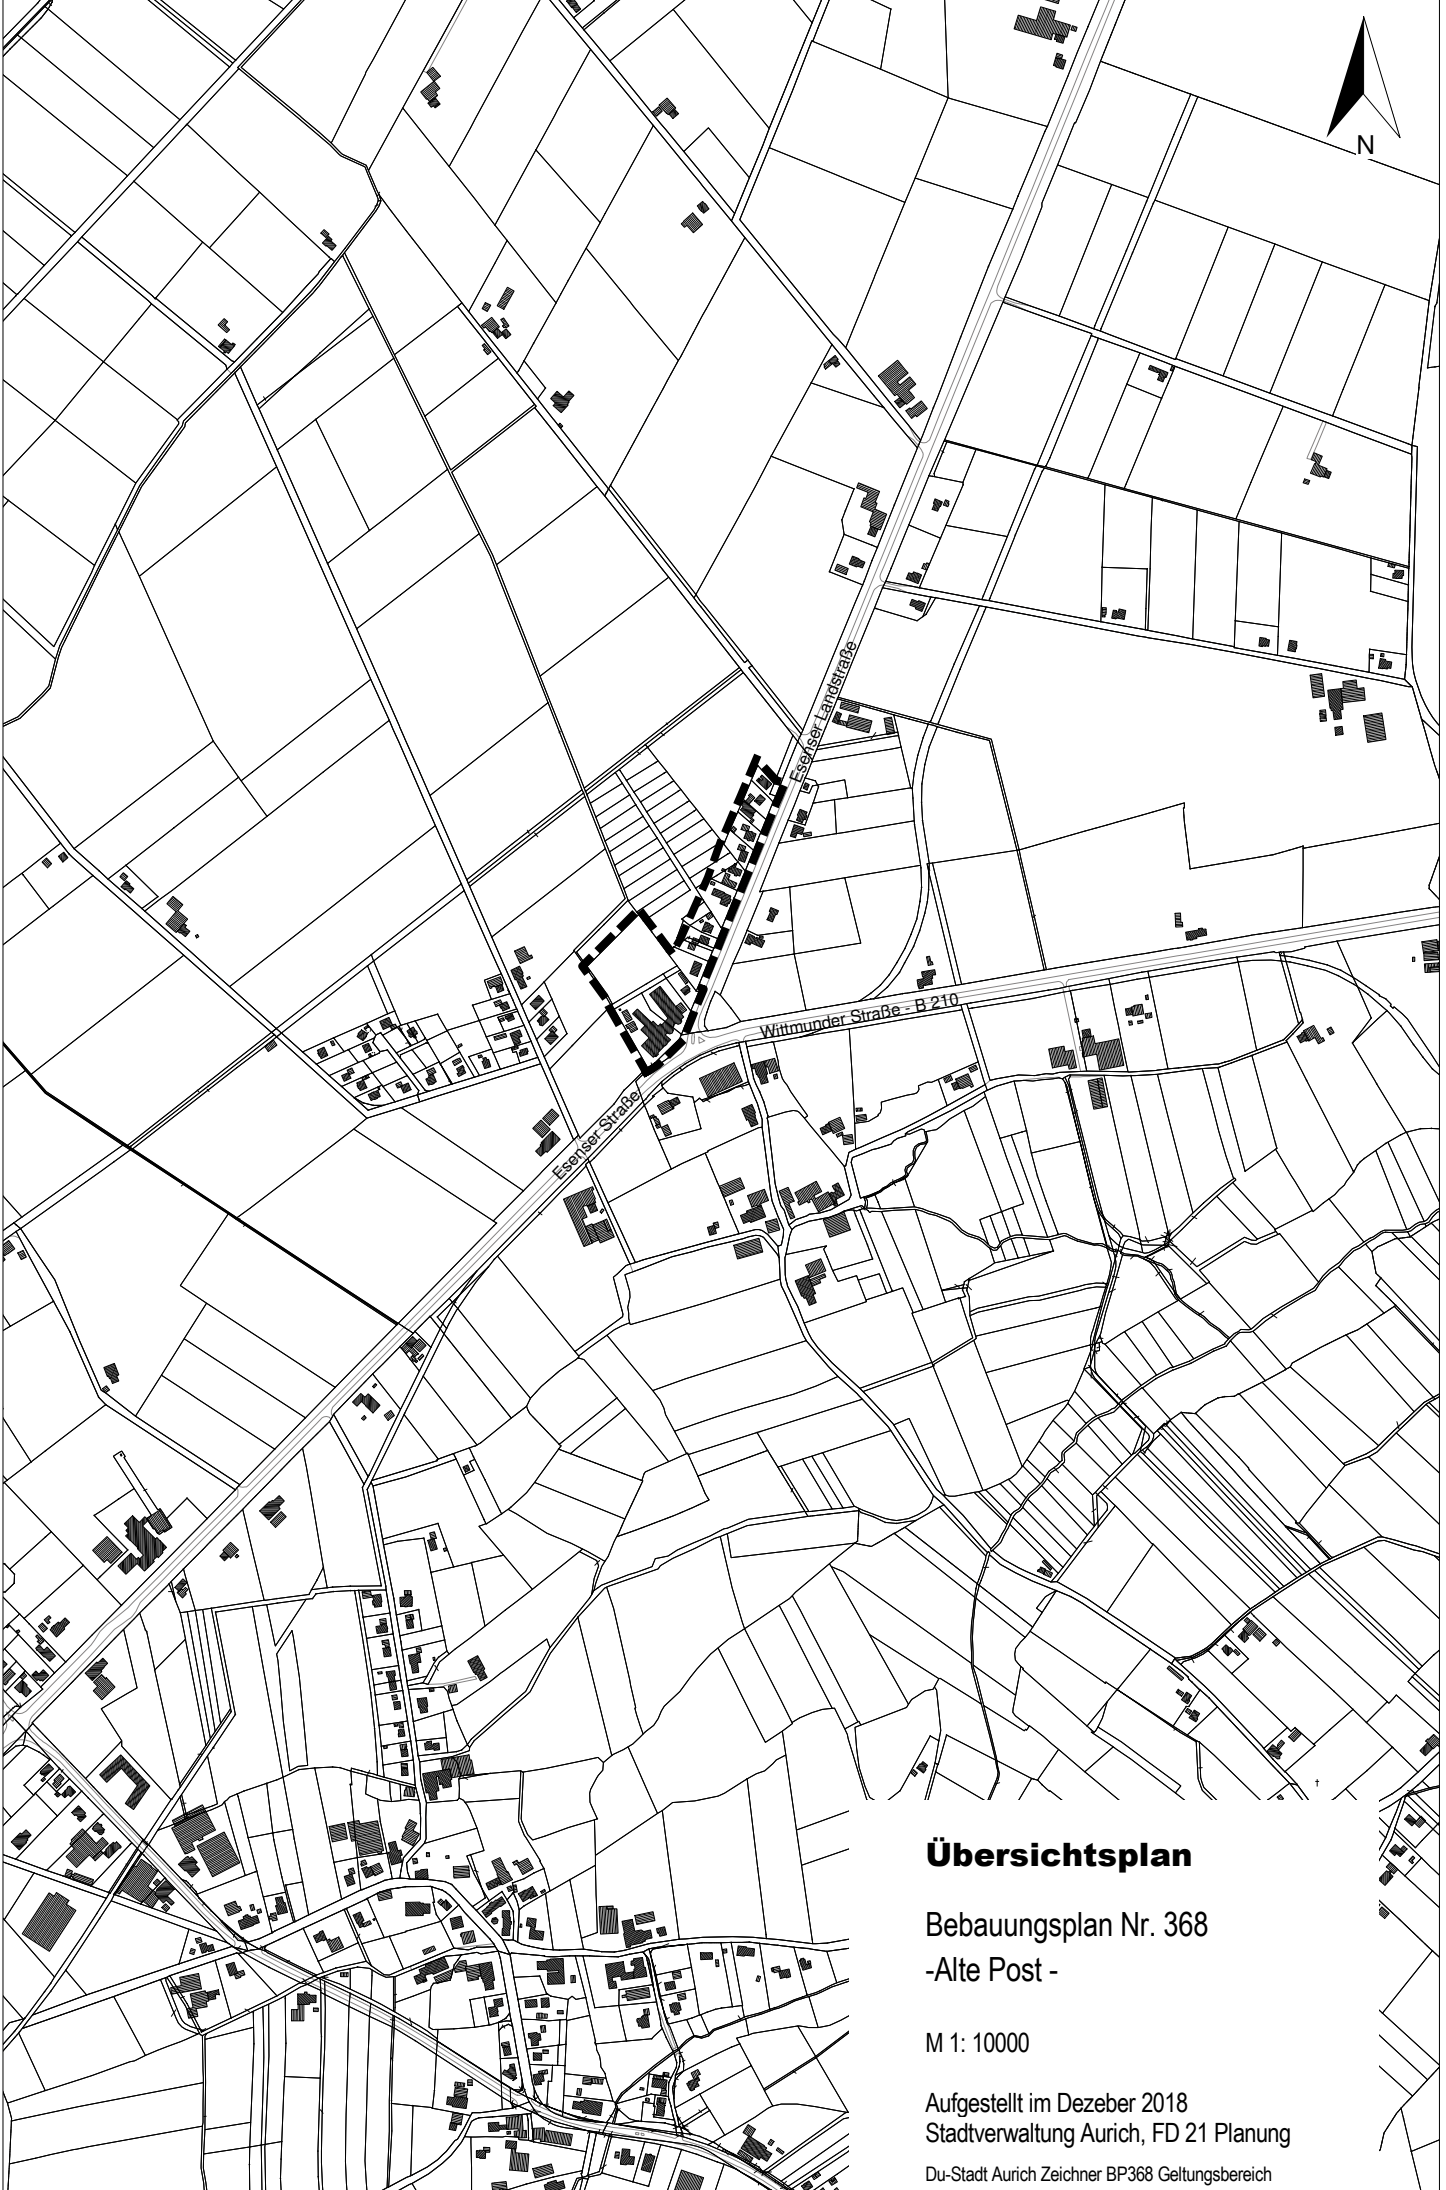 N
Esenser Landstraße
Wittmunder Straße - B 210
Esenser Straße
Übersichtsplan
Bebauungsplan Nr. 368
-Alte Post -
M 1: 10000
Aufgestellt im Dezeber 2018
Stadtverwaltung Aurich, FD 21 Planung
Du-Stadt Aurich Zeichner BP368 Geltungsbereich